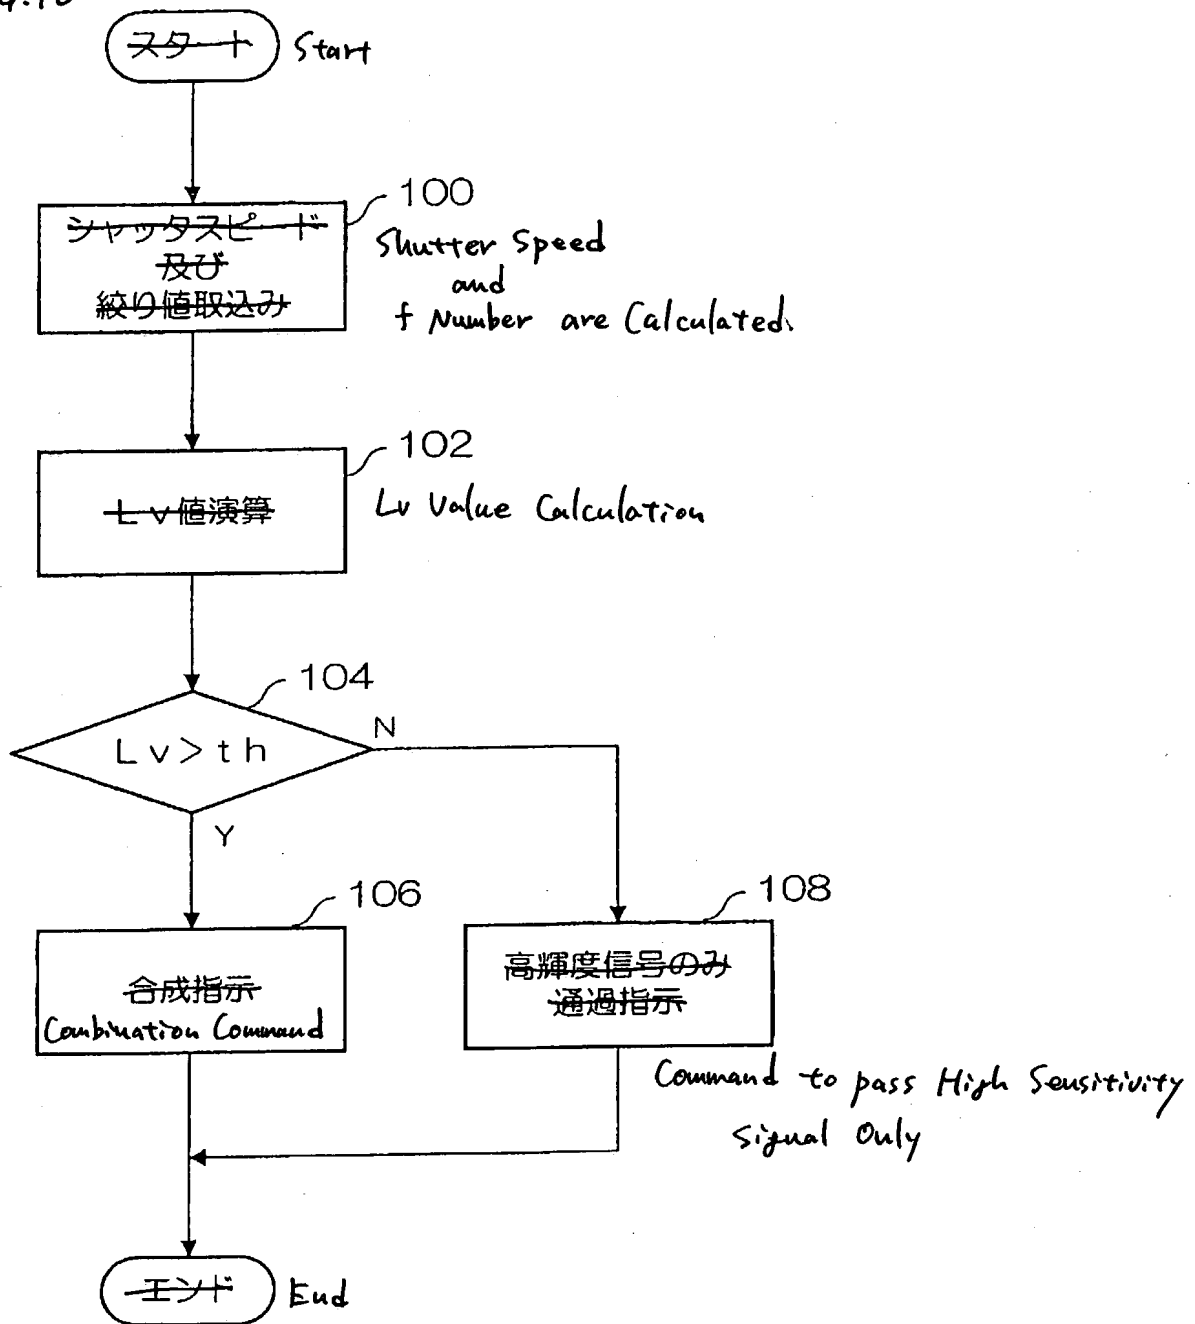 スタート Start
100
シャッタスピード
及び
絞り値取込み
Shutter Speed
and
f Number are Calculated.
102
Lv値演算
Lv Value Calculation
104
Lv>th
N
Y
106
合成指示
Combination Command
108
高輝度信号のみ
通過指示
Command to pass High Sensitivity
Signal Only
エンド End